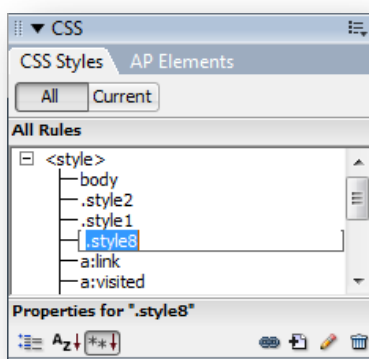 CSS
CSS Styles AP Elements
All Current
All Rules
<style>
body
.style2
.style1
.style8
a:link
a:visited
Properties for ".style8"
Az **